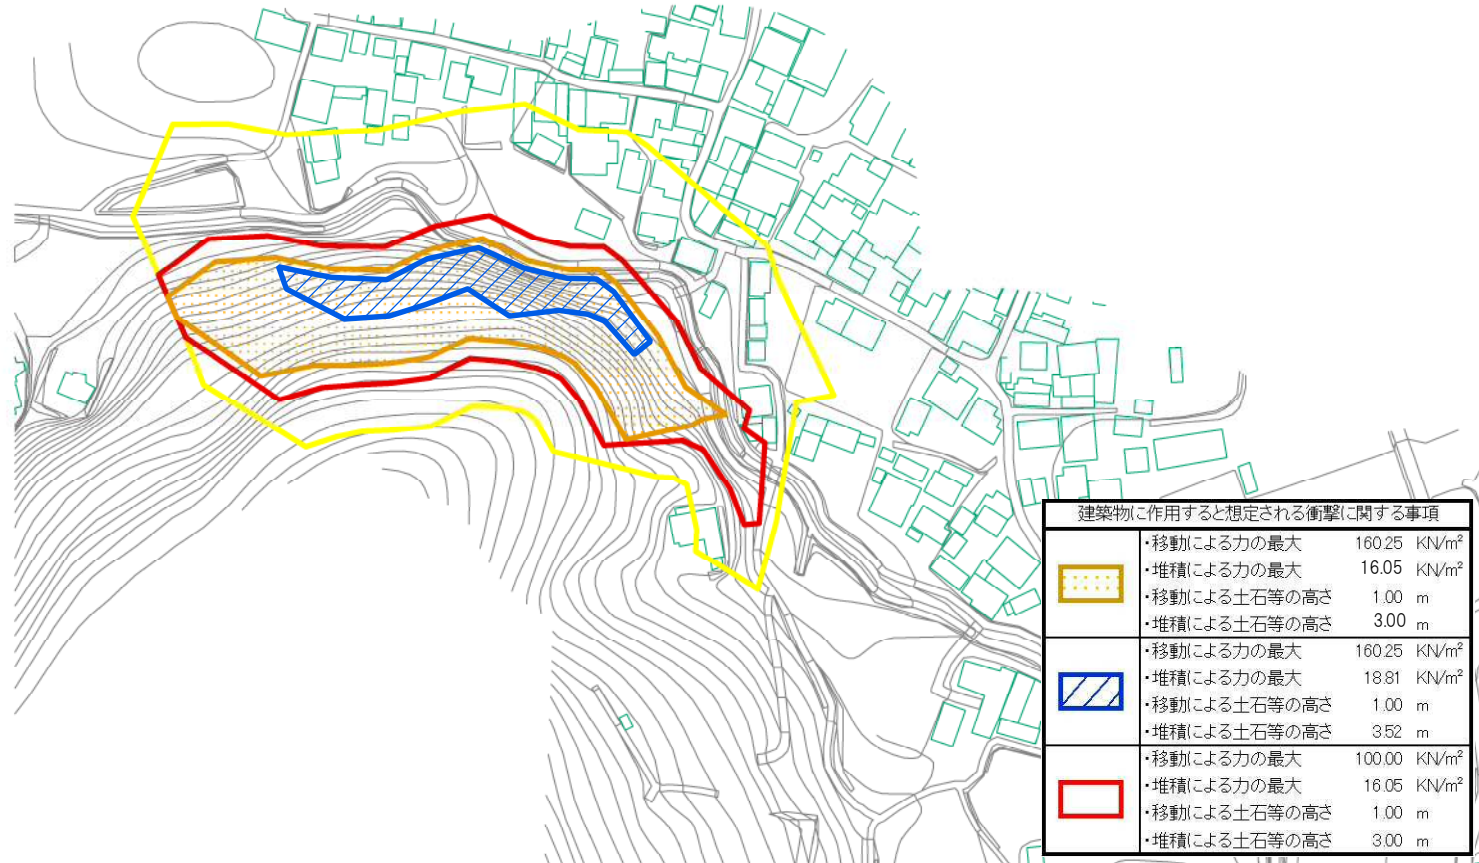 建築物に作用すると想定される衝撃に関する事項
・移動による力の最大 160.25 KN/m²
・堆積による力の最大 16.05 KN/m²
・移動による土石等の高さ 1.00 m
・堆積による土石等の高さ 3.00 m
・移動による力の最大 160.25 KN/m²
・堆積による力の最大 18.81 KN/m²
・移動による土石等の高さ 1.00 m
・堆積による土石等の高さ 3.52 m
・移動による力の最大 100.00 KN/m²
・堆積による力の最大 16.05 KN/m²
・移動による土石等の高さ 1.00 m
・堆積による土石等の高さ 3.00 m